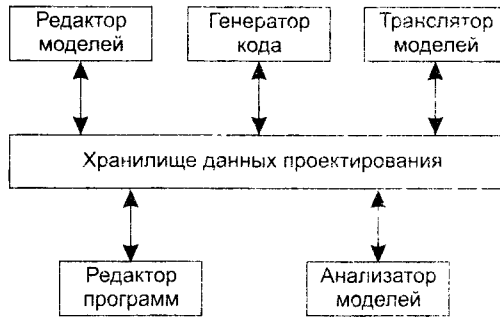 Редактор
моделей
Генератор
кода
Транслятор
моделей
Хранилище данных проектирования
Редактор
программ
Анализатор
моделей